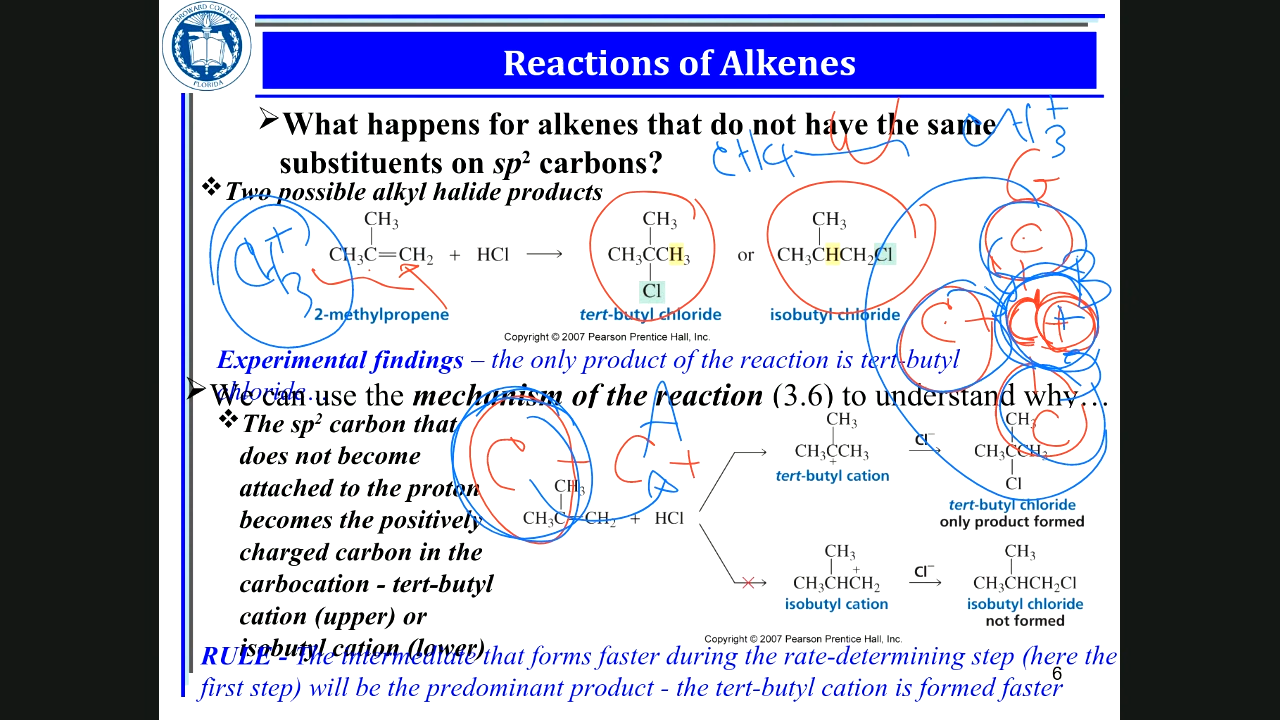 BROWARD COLLEGE
FLORIDA
Reactions of Alkenes
➢What happens for alkenes that do not have the same
substituents on sp² carbons?
❖Two possible alkyl halide products
CH₃
CH₃C=CH₂ + HCl ⟶
2-methylpropene
CH₃
CH₃CCH₃
Cl
tert-butyl chloride
or
CH₃
CH₃CHCH₂Cl
isobutyl chloride
Copyright © 2007 Pearson Prentice Hall, Inc.
Experimental findings – the only product of the reaction is tert-butyl
chloride…
➢We can use the mechanism of the reaction (3.6) to understand why…
❖The sp² carbon that
does not become
attached to the proton
becomes the positively
charged carbon in the
carbocation - tert-butyl
cation (upper) or
isobutyl cation (lower)
CH₃
CH₃C=CH₂ + HCl
CH₃
CH₃CCH₃
+
tert-butyl cation
Cl⁻
CH₃
CH₃CCH₃
Cl
tert-butyl chloride
only product formed
CH₃
+
CH₃CHCH₂
isobutyl cation
Cl⁻
CH₃
CH₃CHCH₂Cl
isobutyl chloride
not formed
Copyright © 2007 Pearson Prentice Hall, Inc.
RULE - The intermediate that forms faster during the rate-determining step (here the
first step) will be the predominant product - the tert-butyl cation is formed faster
6
CH3+
CH4
C+
C+
C
C+
C